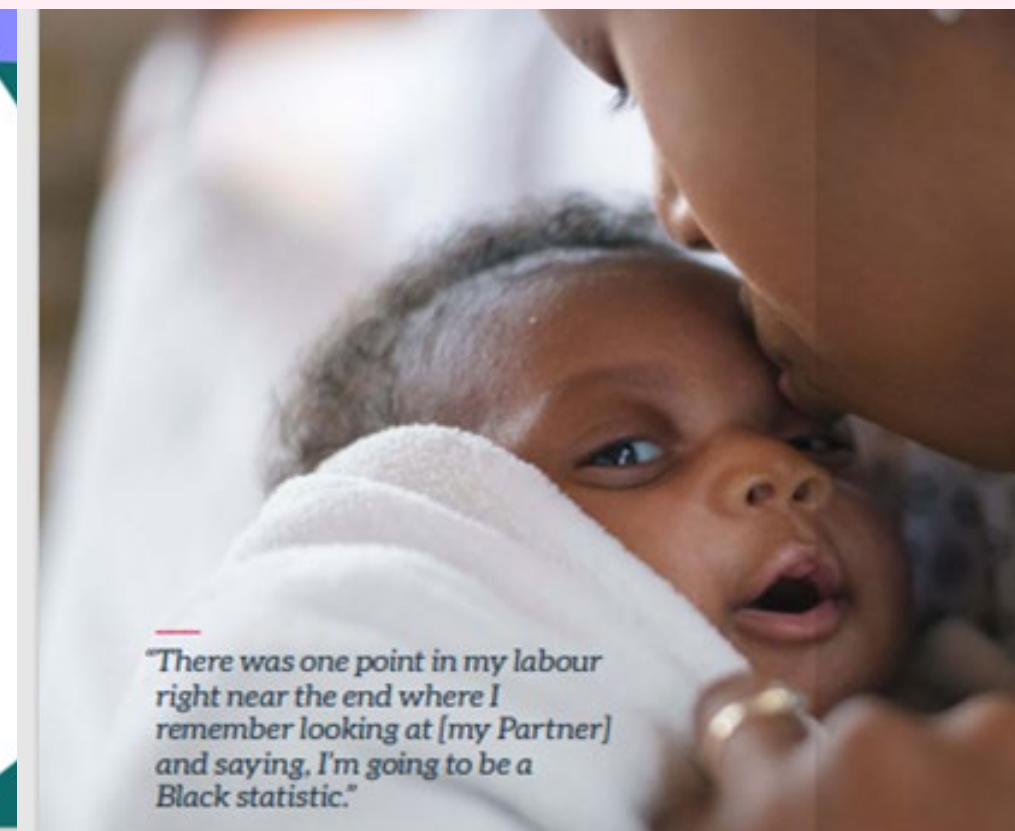 “There was one point in my labour
right near the end where I
remember looking at [my Partner]
and saying, I'm going to be a
Black statistic.”